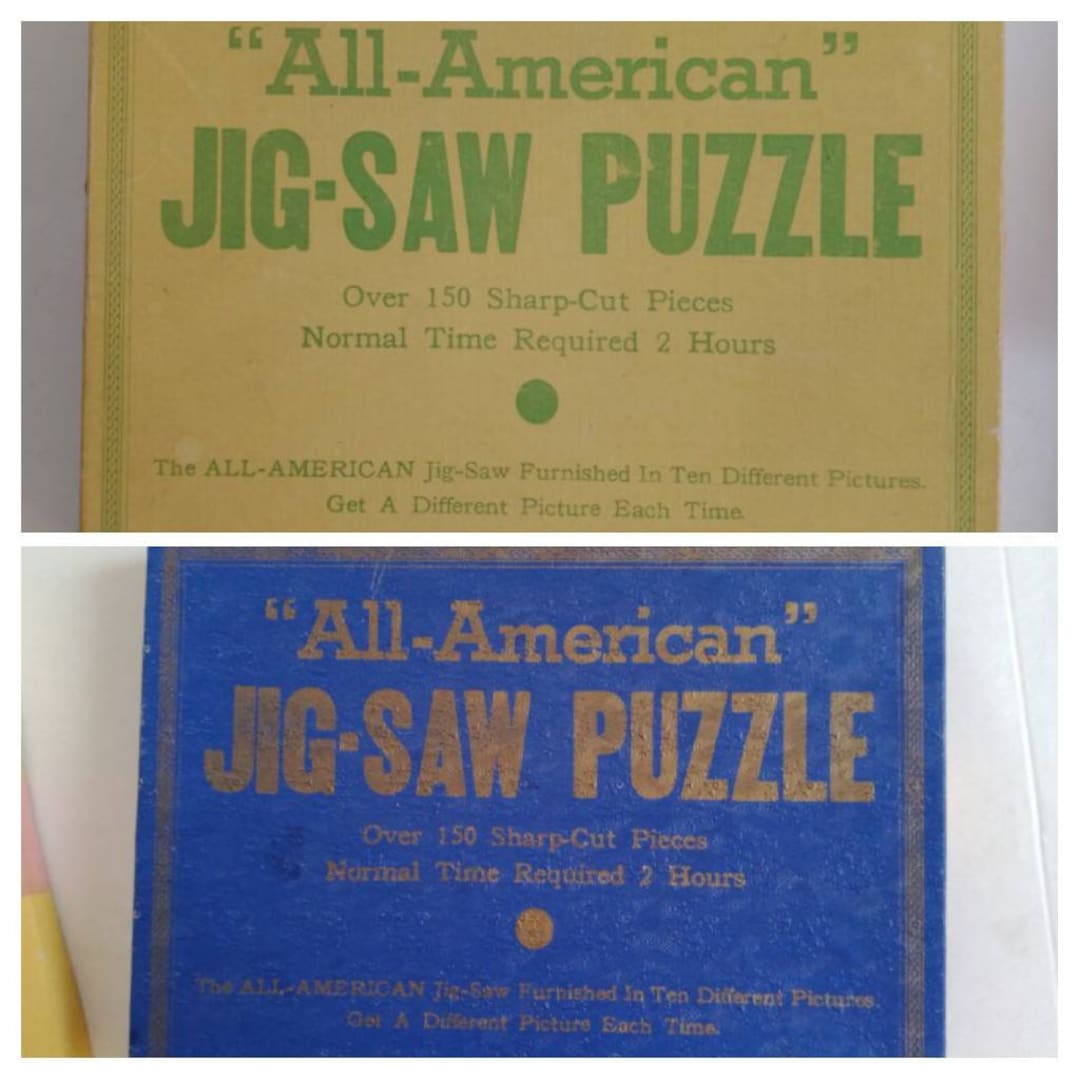 “All-American”
JIG-SAW PUZZLE
Over 150 Sharp-Cut Pieces
Normal Time Required 2 Hours
The ALL-AMERICAN Jig-Saw Furnished In Ten Different Pictures.
Get A Different Picture Each Time.
“All-American”
JIG-SAW PUZZLE
Over 150 Sharp-Cut Pieces
Normal Time Required 2 Hours
The ALL-AMERICAN Jig-Saw Furnished In Ten Different Pictures.
Get A Different Picture Each Time.